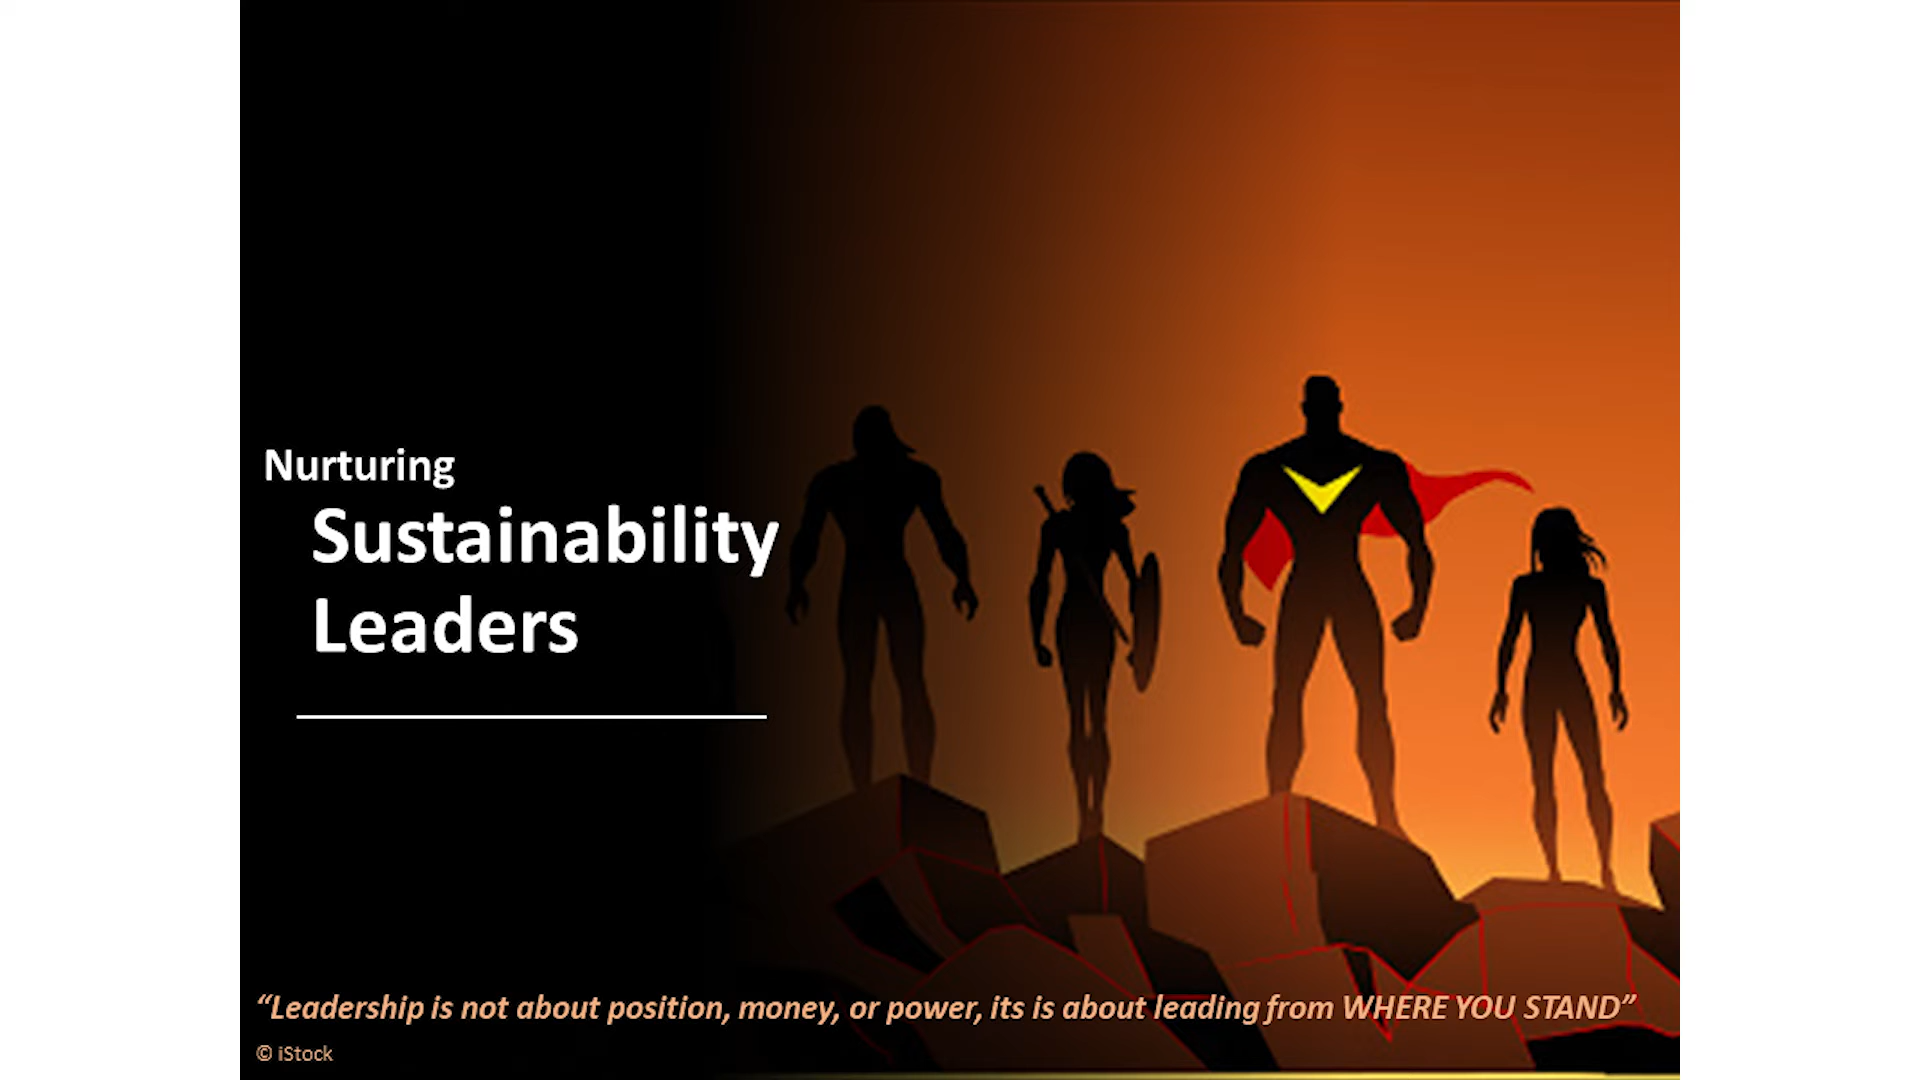 Nurturing
Sustainability
Leaders
“Leadership is not about position, money, or power, its is about leading from WHERE YOU STAND”
© iStock